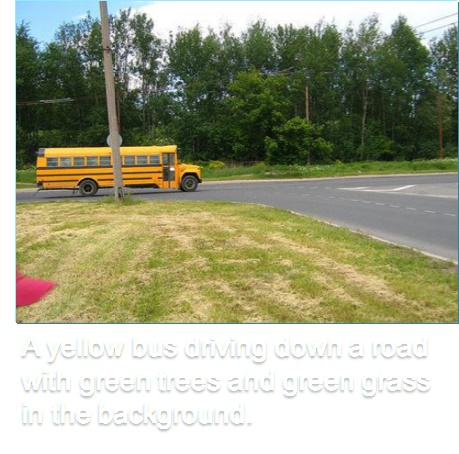 A yellow bus driving down a road
with green trees and green grass
in the background.